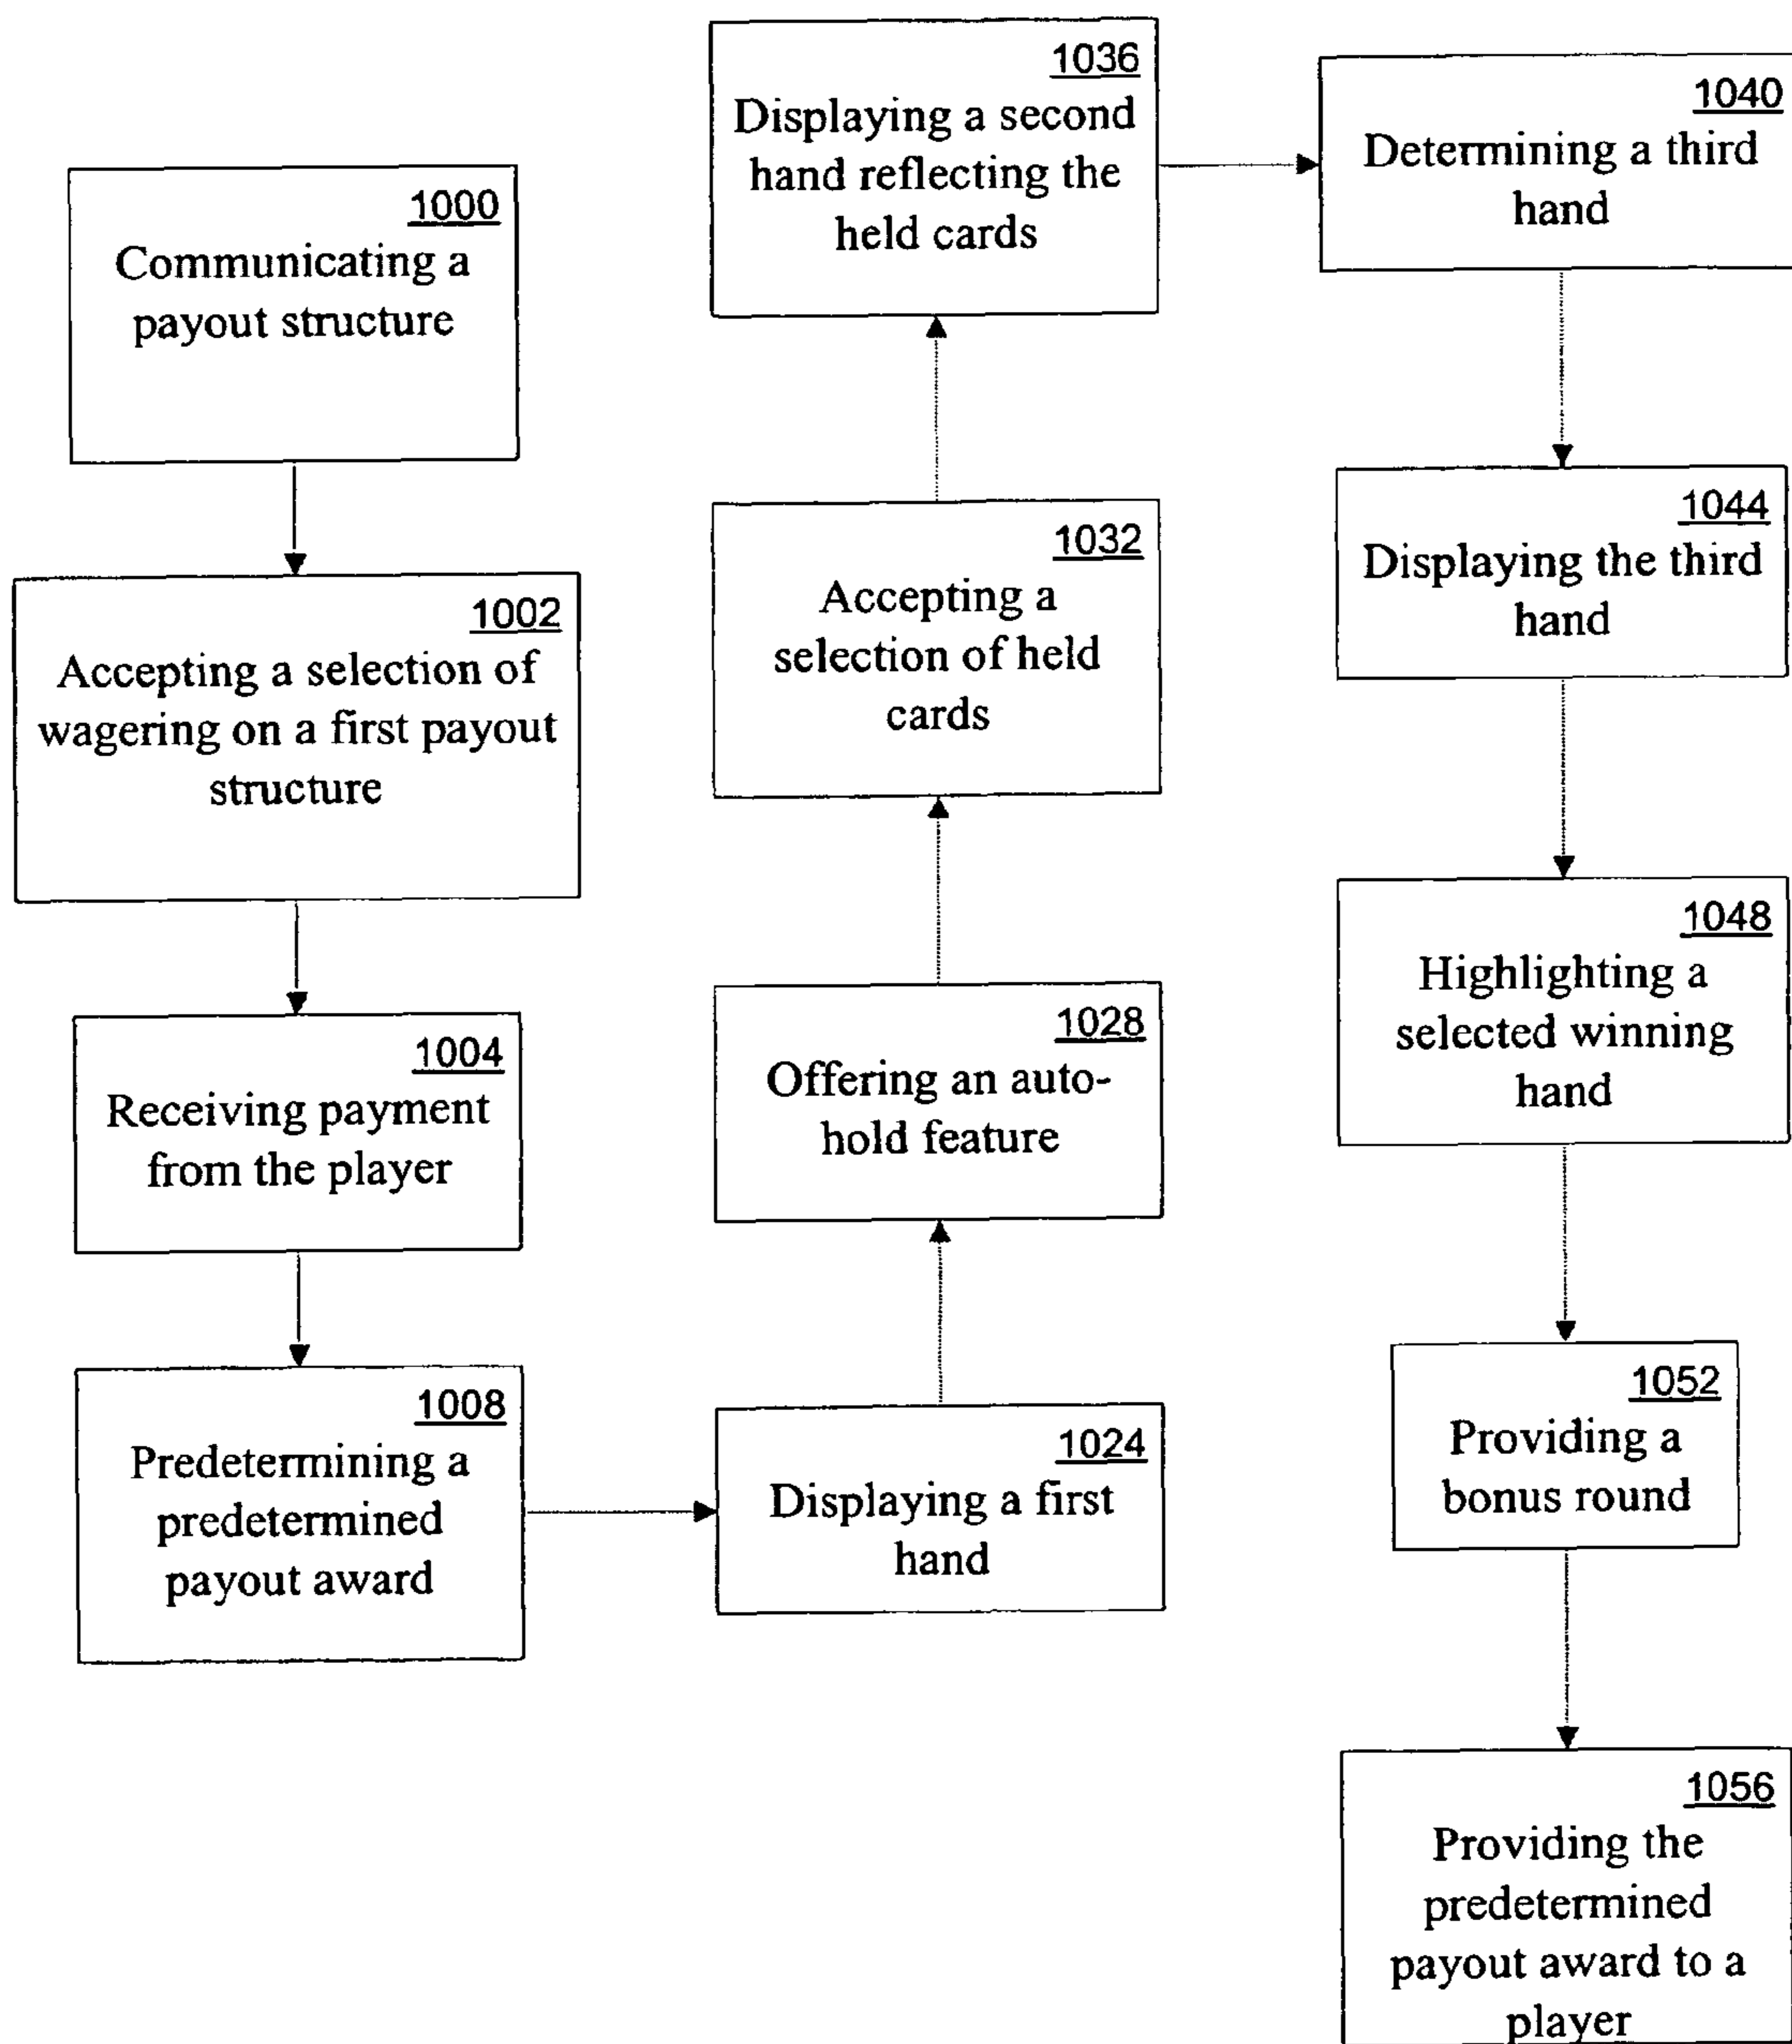 1000
Communicating a
payout structure
1002
Accepting a selection of
wagering on a first payout
structure
1004
Receiving payment
from the player
1008
Predetermining a
predetermined
payout award
1024
Displaying a first
hand
1028
Offering an auto-
hold feature
1032
Accepting a
selection of held
cards
1036
Displaying a second
hand reflecting the
held cards
1040
Determining a third
hand
1044
Displaying the third
hand
1048
Highlighting a
selected winning
hand
1052
Providing a
bonus round
1056
Providing the
predetermined
payout award to a
player